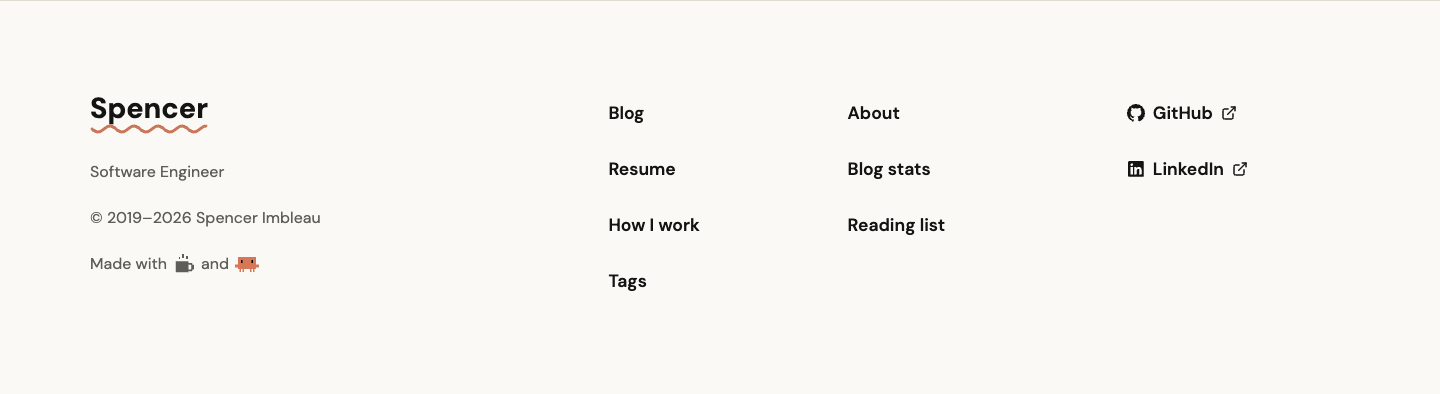 Spencer
Software Engineer
© 2019–2026 Spencer Imbleau
Made with and
Blog
Resume
How I work
Tags
About
Blog stats
Reading list
GitHub
LinkedIn